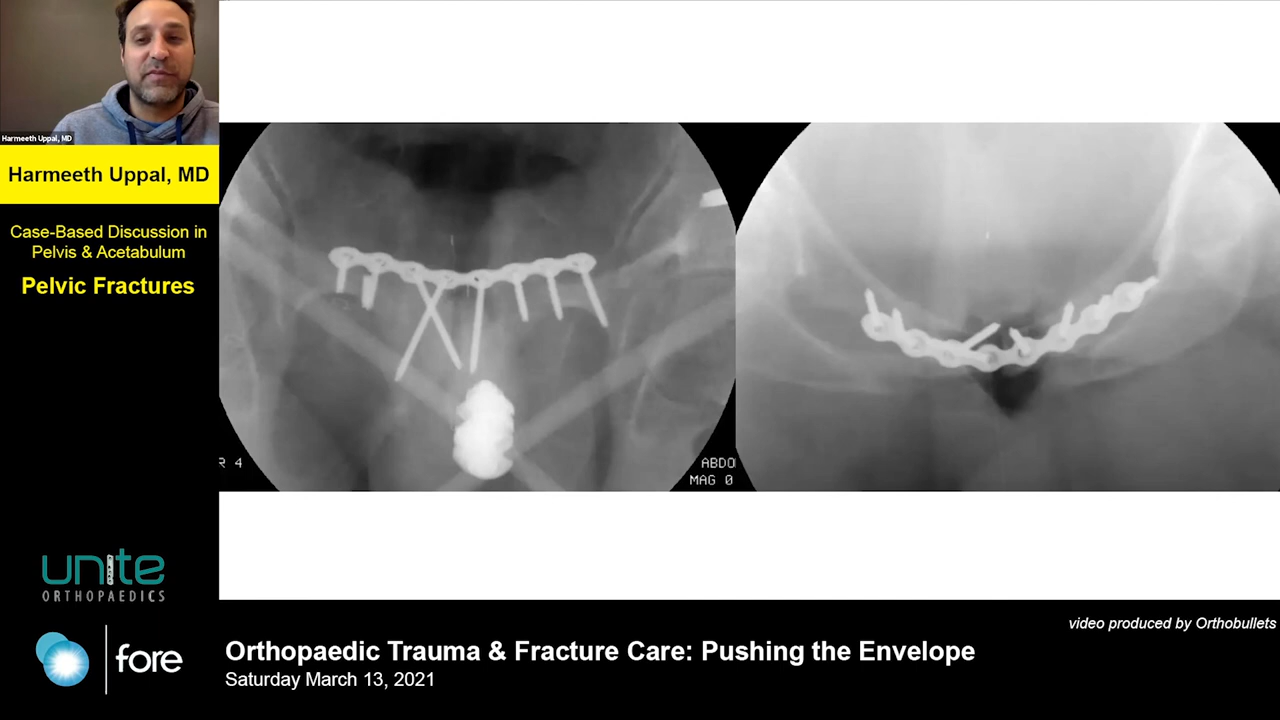 Harmeeth Uppal, MD
Harmeeth Uppal, MD
Case-Based Discussion in
Pelvis & Acetabulum
Pelvic Fractures
R 4
ABDO
MAG 0
unite
ORTHOPAEDICS
fore
video produced by Orthobullets
Orthopaedic Trauma & Fracture Care: Pushing the Envelope
Saturday March 13, 2021